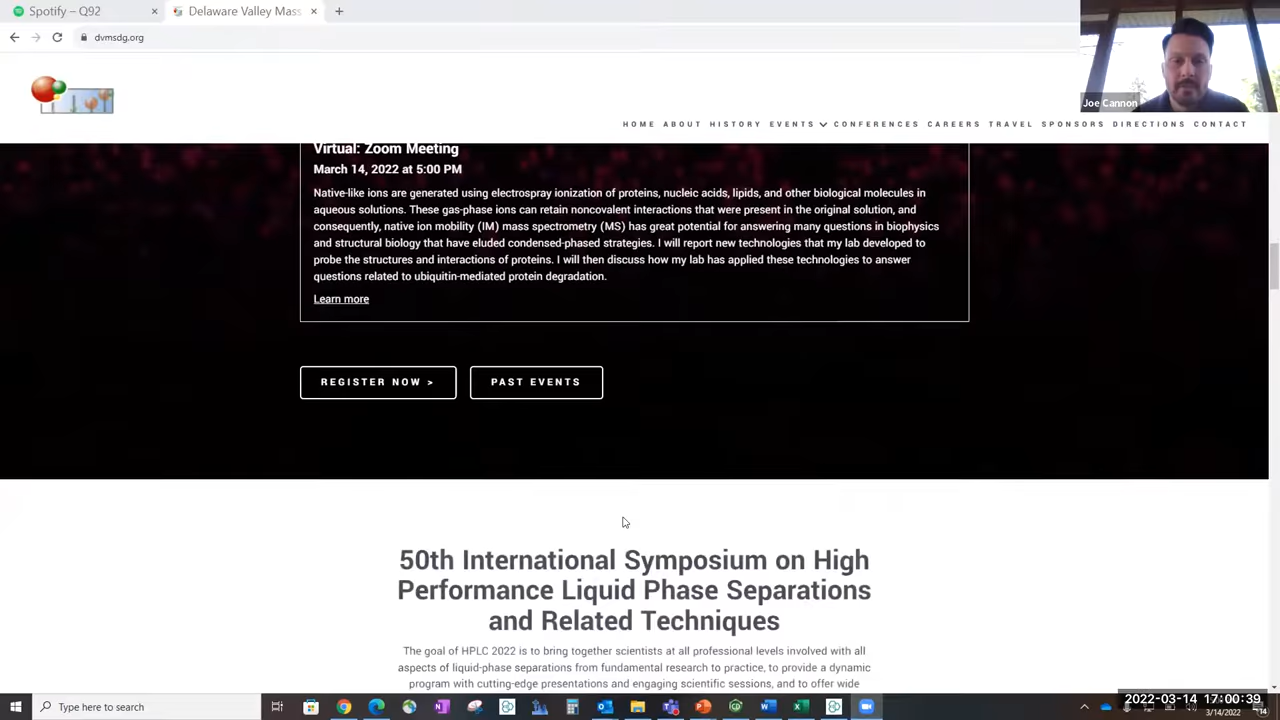 Spotify – Q92
Delaware Valley Mass
dvmsdg.org
Joe Cannon
HOME ABOUT HISTORY EVENTS CONFERENCES CAREERS TRAVEL SPONSORS DIRECTIONS CONTACT
Virtual: Zoom Meeting
March 14, 2022 at 5:00 PM
Native-like ions are generated using electrospray ionization of proteins, nucleic acids, lipids, and other biological molecules in
aqueous solutions. These gas-phase ions can retain noncovalent interactions that were present in the original solution, and
consequently, native ion mobility (IM) mass spectrometry (MS) has great potential for answering many questions in biophysics
and structural biology that have eluded condensed-phased strategies. I will report new technologies that my lab developed to
probe the structures and interactions of proteins. I will then discuss how my lab has applied these technologies to answer
questions related to ubiquitin-mediated protein degradation.
Learn more
REGISTER NOW >
PAST EVENTS
50th International Symposium on High
Performance Liquid Phase Separations
and Related Techniques
The goal of HPLC 2022 is to bring together scientists at all professional levels involved with all
aspects of liquid-phase separations from fundamental research to practice, to provide a dynamic
program with cutting-edge presentations and engaging scientific sessions, and to offer wide
Type here to search
2022-03-14 17:00:39
3/14/2022